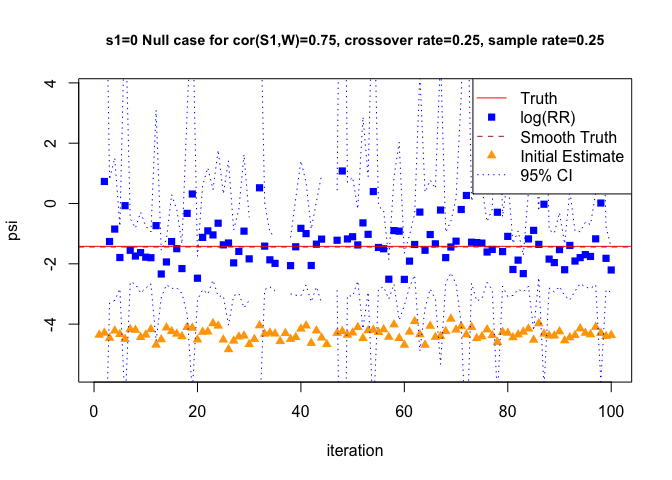 s1=0 Null case for cor(S1,W)=0.75, crossover rate=0.25, sample rate=0.25
4
2
0
-2
-4
psi
Truth
log(RR)
Smooth Truth
Initial Estimate
95% CI
0 20 40 60 80 100
iteration